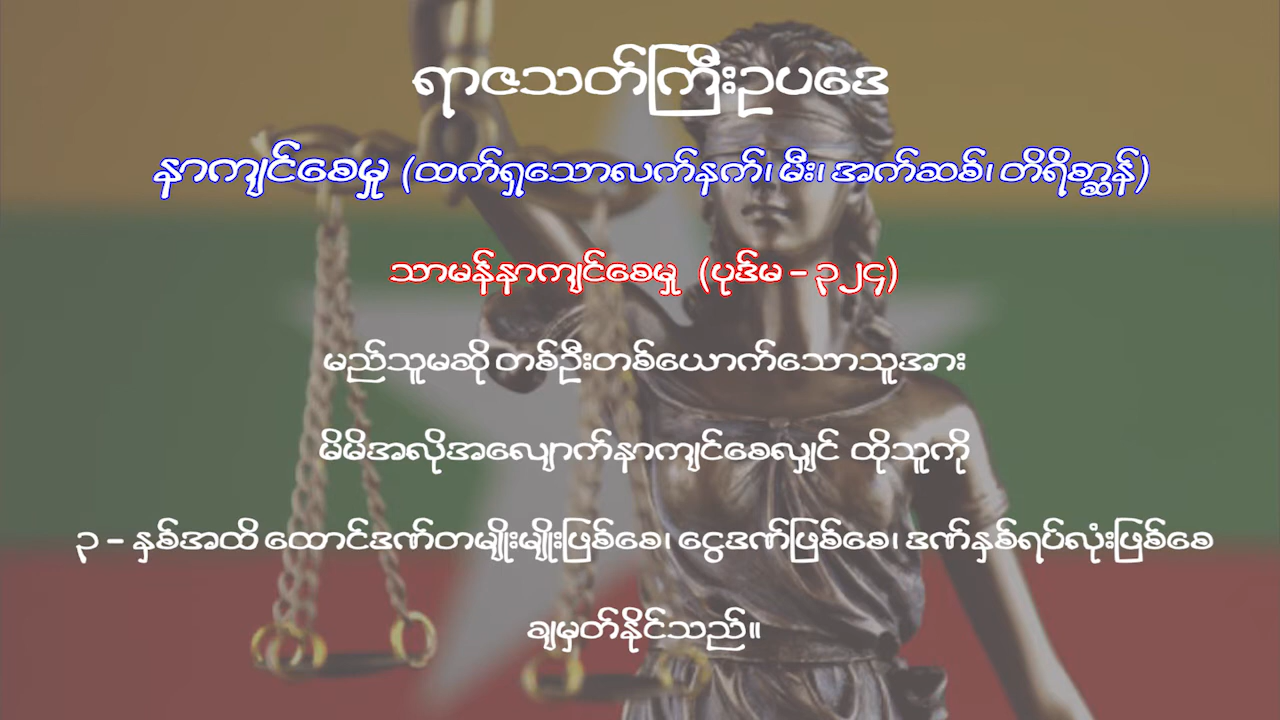 ရာဇသတ်ကြီးဥပဒေ
နာကျင်စေမှု (ထက်ရှသောလက်နက်၊ မီး၊ အက်ဆစ်၊ တိရိစ္ဆာန်)
သာမန်နာကျင်စေမှု (ပုဒ်မ - ၃၂၄)
မည်သူမဆို တစ်ဦးတစ်ယောက်သောသူအား
မိမိအလိုအလျောက်နာကျင်စေလျှင် ထိုသူကို
၃ - နှစ်အထိ ထောင်ဒဏ်တမျိုးမျိုးဖြစ်စေ၊ ငွေဒဏ်ဖြစ်စေ၊ ဒဏ်နှစ်ရပ်လုံးဖြစ်စေ
ချမှတ်နိုင်သည်။